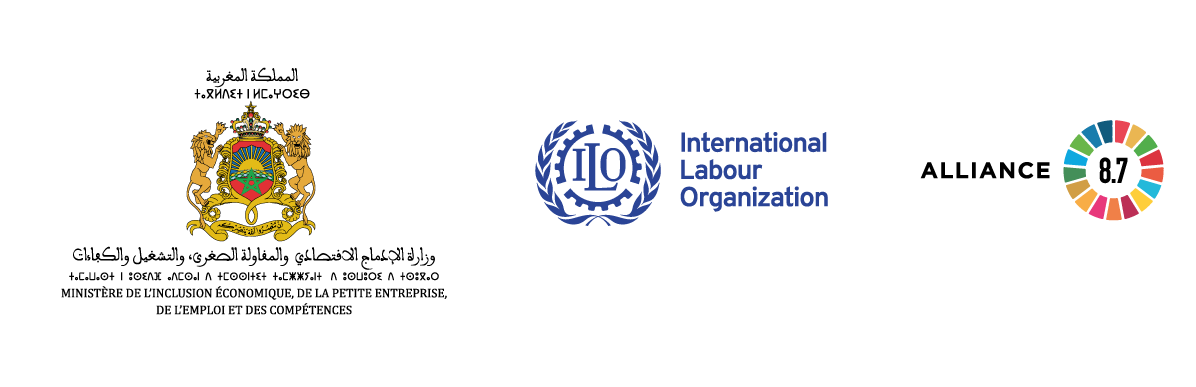 المملكة المغربية
ⵜⴰⴳⵍⴷⵉⵜ ⵏ ⵍⵎⴰⵖⵔⵉⴱ
وزارة الإدماج الاقتصادي والمقاولة الصغرى، والتشغيل والكفاءات
MINISTÈRE DE L'INCLUSION ÉCONOMIQUE, DE LA PETITE ENTREPRISE,
DE L'EMPLOI ET DES COMPÉTENCES
ILO
International
Labour
Organization
ALLIANCE 8.7